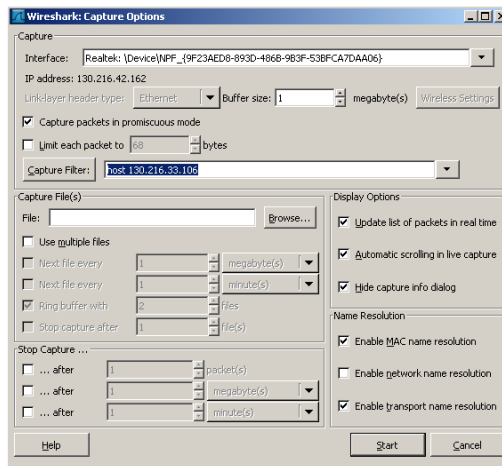 Wireshark: Capture Options
Capture
Interface: Realtek: \Device\NPF_{9F23AED8-893D-486B-9B3F-53BFCA7DAA06}
IP address: 130.216.42.162
Link-layer header type: Ethernet Buffer size: 1 megabyte(s) Wireless Settings
Capture packets in promiscuous mode
Limit each packet to 68 bytes
Capture Filter: host 130.216.33.106
Capture File(s)
File: Browse...
Use multiple files
Next file every 1 megabyte(s)
Next file every 1 minute(s)
Ring buffer with 2 files
Stop capture after 1 file(s)
Stop Capture ...
... after 1 packet(s)
... after 1 megabyte(s)
... after 1 minute(s)
Display Options
Update list of packets in real time
Automatic scrolling in live capture
Hide capture info dialog
Name Resolution
Enable MAC name resolution
Enable network name resolution
Enable transport name resolution
Help Start Cancel